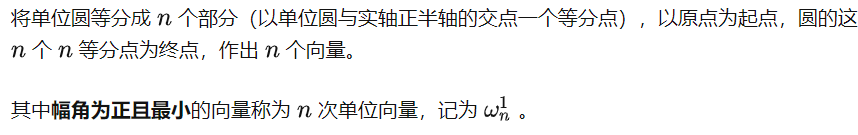 将单位圆等分成 n 个部分（以单位圆与实轴正半轴的交点一个等分点），以原点为起点，圆的这
n 个 n 等分点为终点，作出 n 个向量。
其中幅角为正且最小的向量称为 n 次单位向量，记为 ω_n^1 。